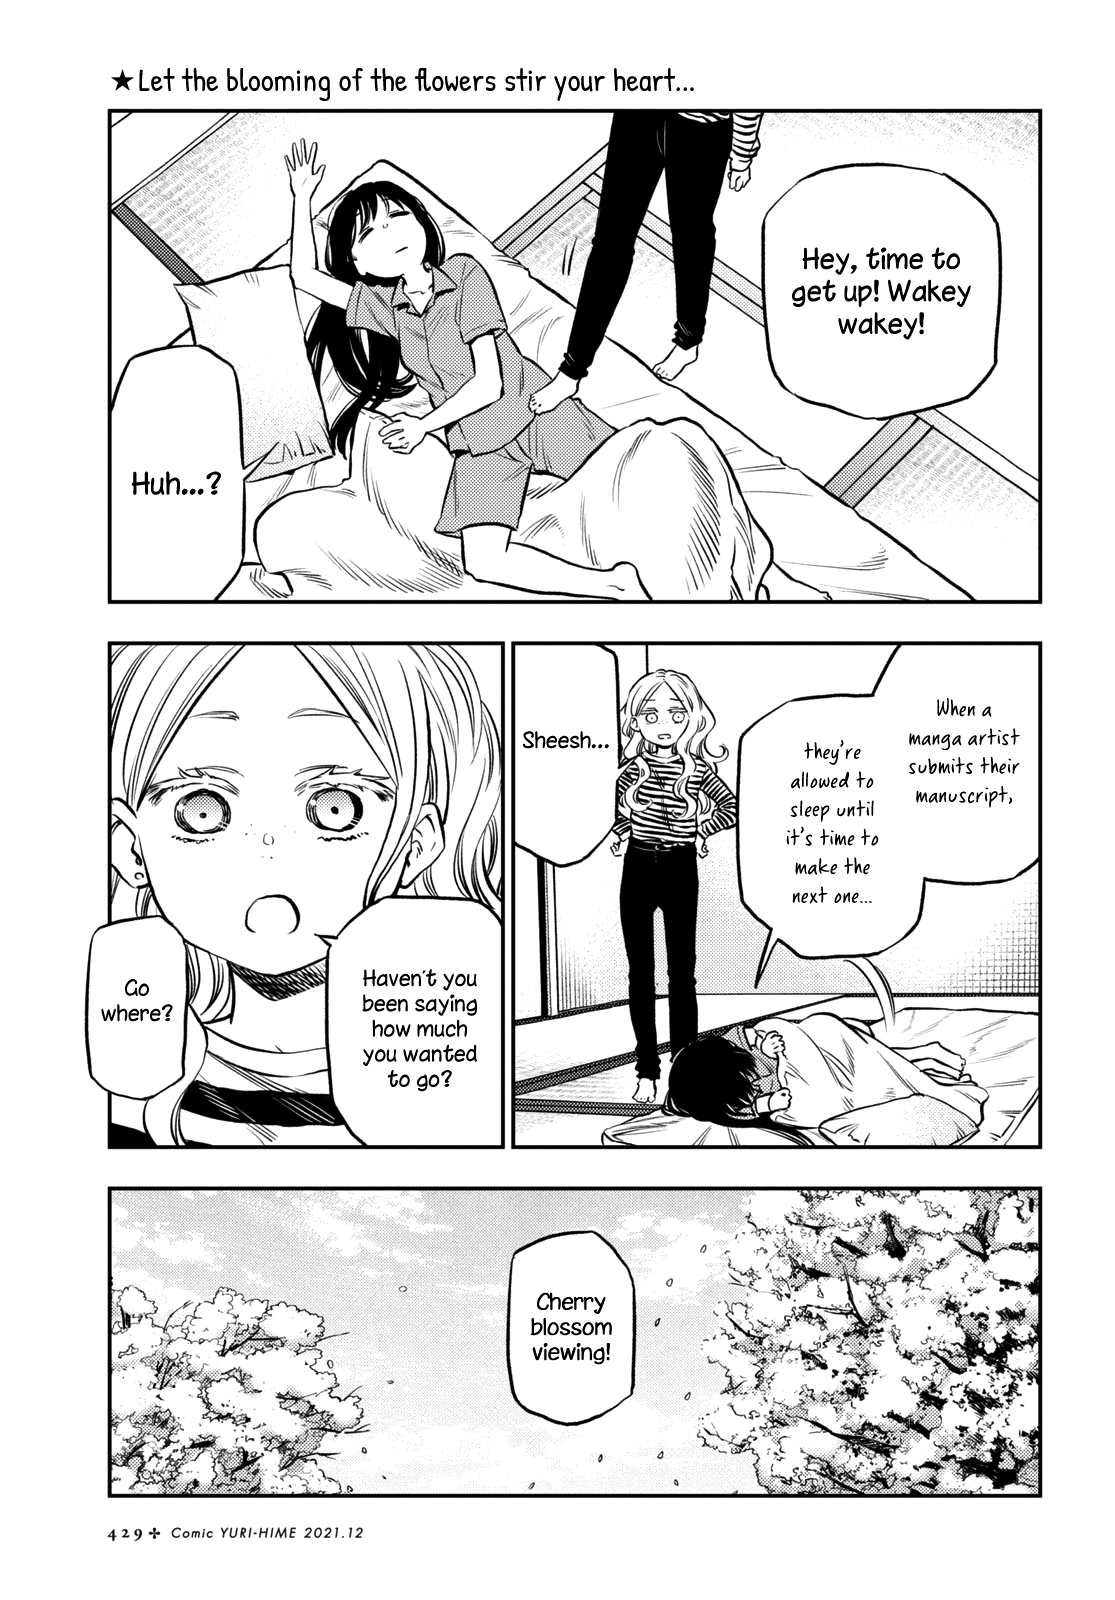 ★Let the blooming of the flowers stir your heart...
Hey, time to
get up! Wakey
wakey!
Huh...?
When a
manga artist
submits their
manuscript,
they're
allowed to
sleep until
it's time to
make the
next one...
Sheesh...
Haven't you
been saying
how much
you wanted
to go?
Go
where?
Cherry
blossom
viewing!
429✢ Comic YURI-HIME 2021.12